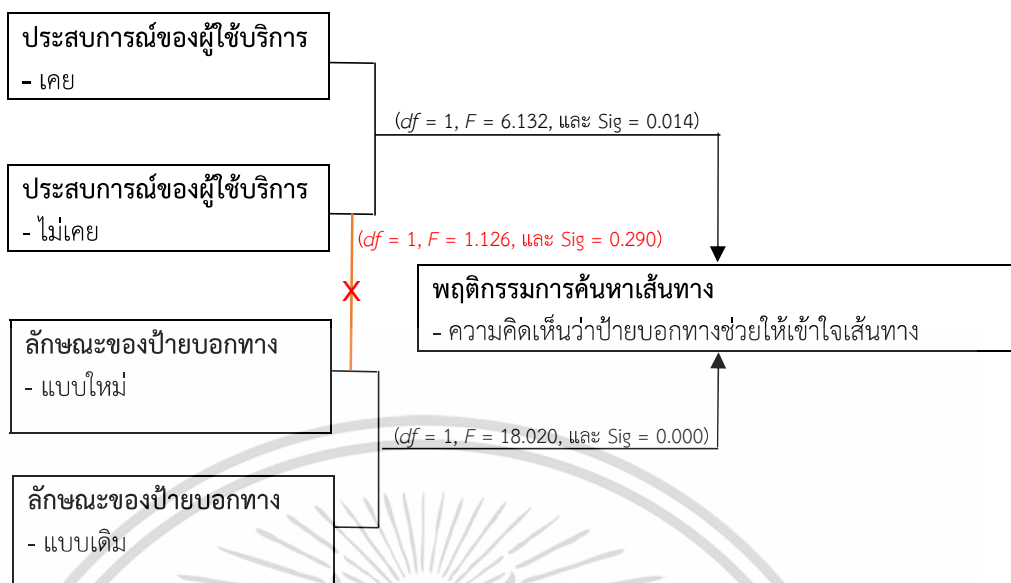 ประสบการณ์ของผู้ใช้บริการ
- เคย
(df = 1, F = 6.132, และ Sig = 0.014)
ประสบการณ์ของผู้ใช้บริการ
- ไม่เคย
(df = 1, F = 1.126, และ Sig = 0.290)
X
พฤติกรรมการค้นหาเส้นทาง
- ความคิดเห็นว่าป้ายบอกทางช่วยให้เข้าใจเส้นทาง
ลักษณะของป้ายบอกทาง
- แบบใหม่
(df = 1, F = 18.020, และ Sig = 0.000)
ลักษณะของป้ายบอกทาง
- แบบเดิม